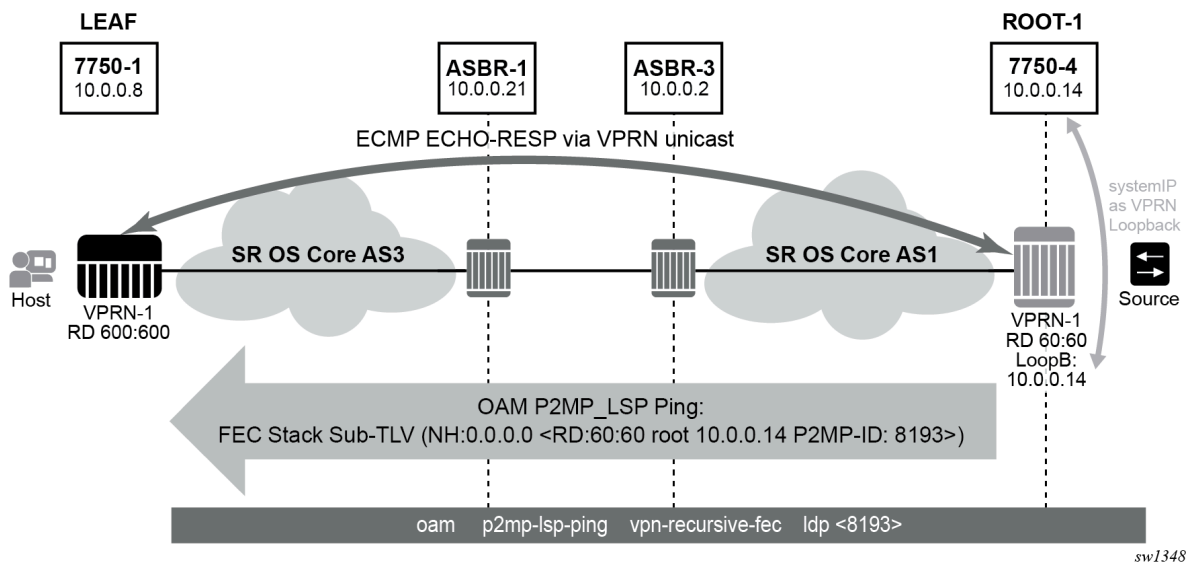 LEAF
ROOT-1
7750-1
10.0.0.8
ASBR-1
10.0.0.21
ASBR-3
10.0.0.2
7750-4
10.0.0.14
ECMP ECHO-RESP via VPRN unicast
systemIP
as VPRN
Loopback
SR OS Core AS3
SR OS Core AS1
Host
Source
VPRN-1
RD 600:600
VPRN-1
RD 60:60
LoopB:
10.0.0.14
OAM P2MP_LSP Ping:
FEC Stack Sub-TLV (NH:0.0.0.0 <RD:60:60 root 10.0.0.14 P2MP-ID: 8193>)
oam p2mp-lsp-ping vpn-recursive-fec ldp <8193>
sw1348